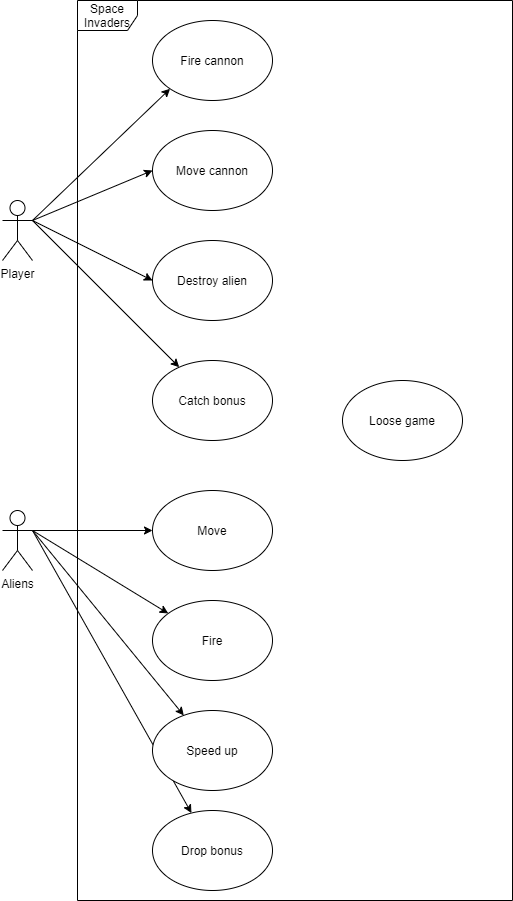 Space
Invaders
Fire cannon
Move cannon
Player
Destroy alien
Catch bonus
Loose game
Aliens
Move
Fire
Speed up
Drop bonus